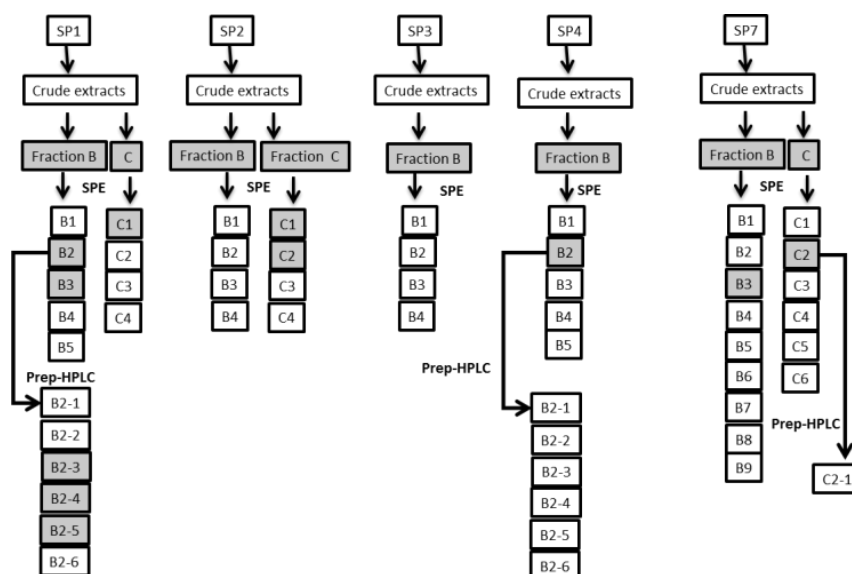 SP1
Crude extracts
Fraction B
C
SPE
B1
B2
B3
B4
B5
C1
C2
C3
C4
Prep-HPLC
B2-1
B2-2
B2-3
B2-4
B2-5
B2-6
SP2
Crude extracts
Fraction B
Fraction C
SPE
B1
B2
B3
B4
C1
C2
C3
C4
SP3
Crude extracts
Fraction B
SPE
B1
B2
B3
B4
SP4
Crude extracts
Fraction B
SPE
B1
B2
B3
B4
B5
Prep-HPLC
B2-1
B2-2
B2-3
B2-4
B2-5
B2-6
SP7
Crude extracts
Fraction B
C
SPE
B1
B2
B3
B4
B5
B6
B7
B8
B9
C1
C2
C3
C4
C5
C6
Prep-HPLC
C2-1